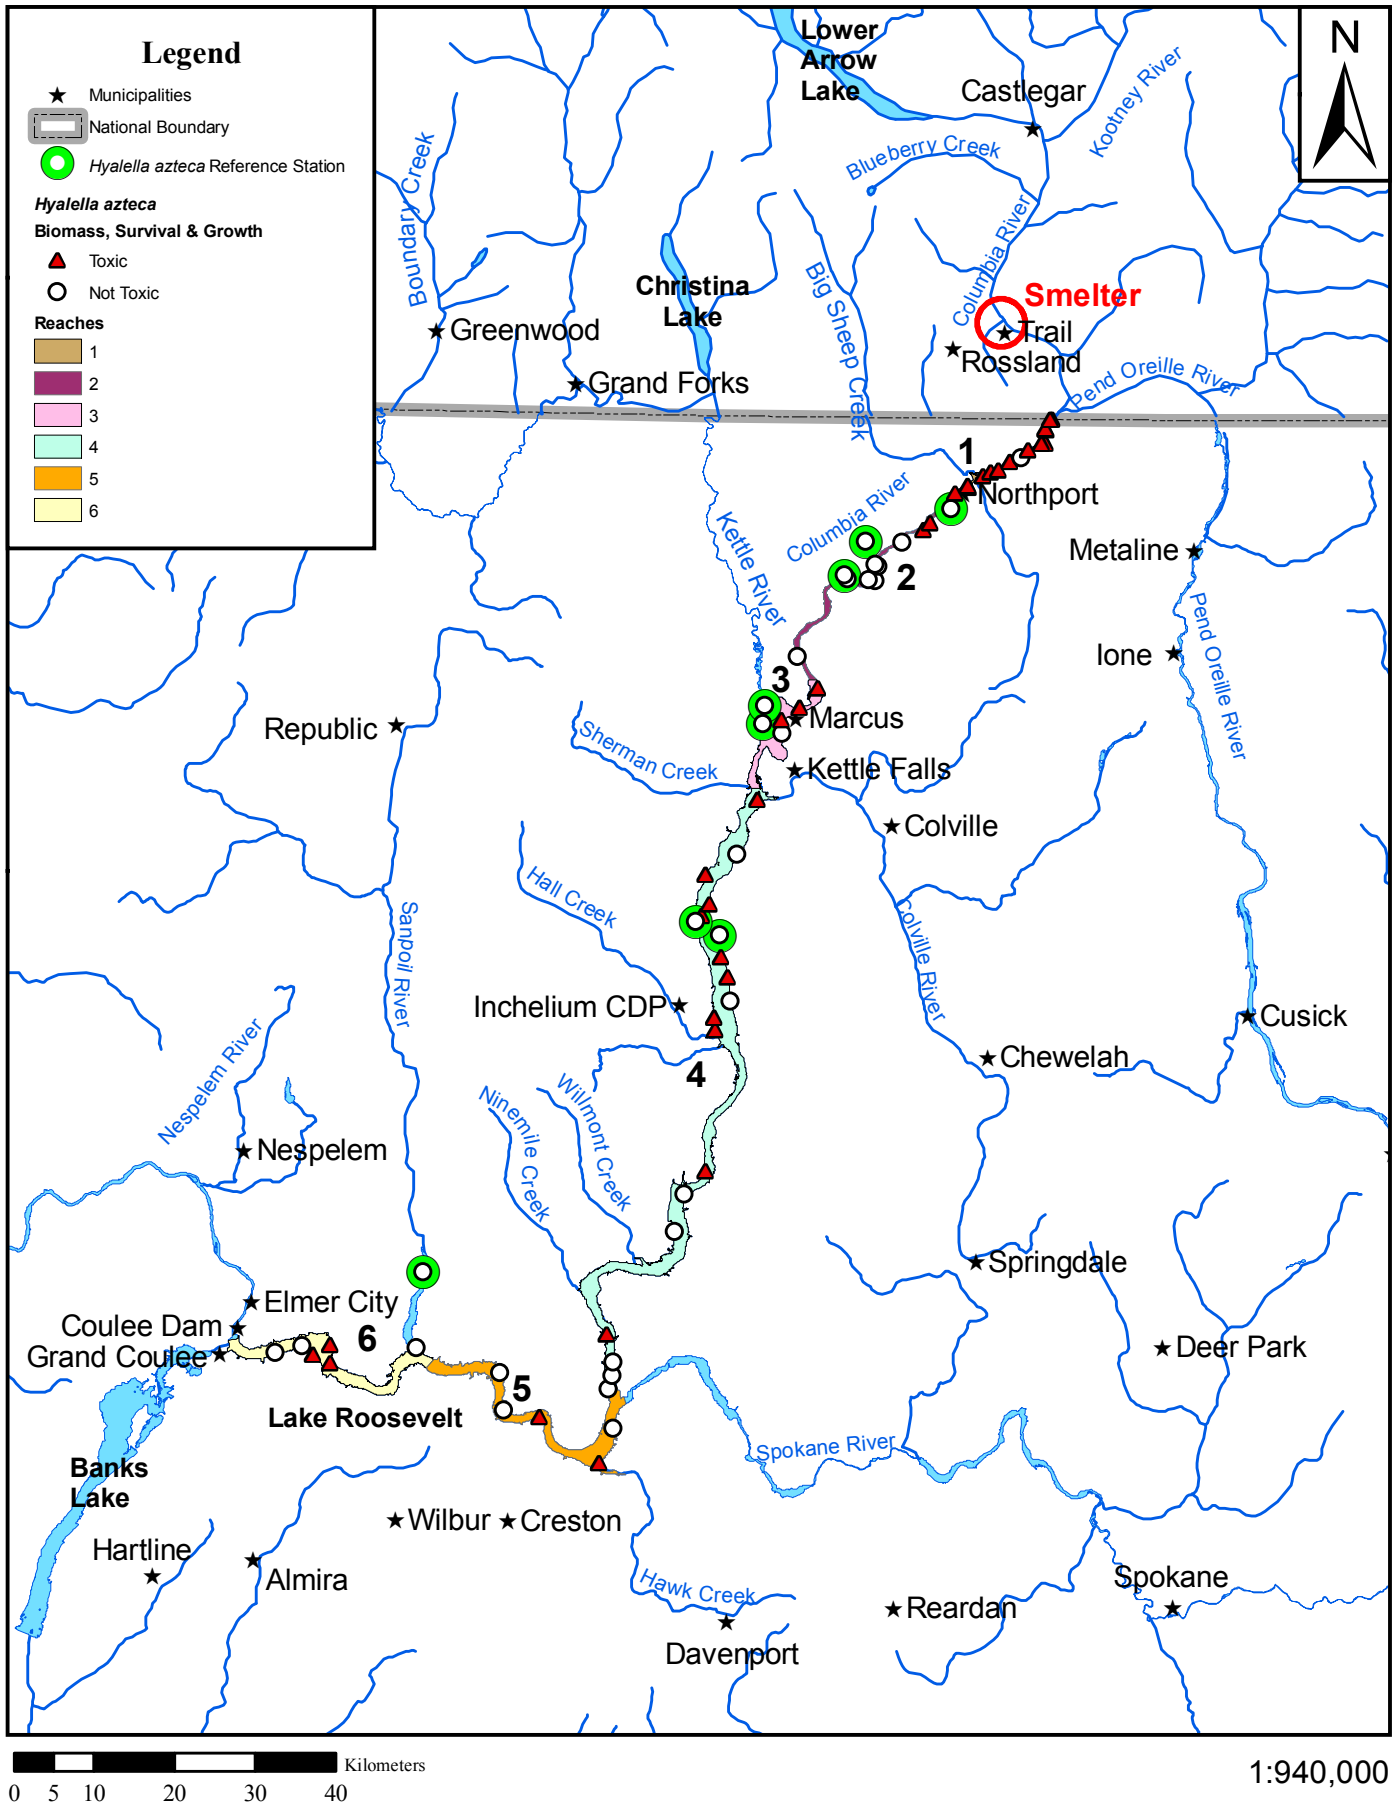 Legend
Municipalities
National Boundary
Hyalella azteca Reference Station
Hyalella azteca
Biomass, Survival & Growth
Toxic
Not Toxic
Reaches
1
2
3
4
5
6
N
Lower
Arrow
Lake
Castlegar
Kootney River
Blueberry Creek
Boundary Creek
Columbia River
Christina
Lake
Big Sheep Creek
Smelter
Trail
Rossland
Greenwood
Grand Forks
Pend Oreille River
1
Northport
Columbia River
Kettle River
Metaline
2
Pend Oreille River
Ione
3
Marcus
Republic
Sherman Creek
Kettle Falls
Colville
Hall Creek
Sanpoil River
Colville River
Inchelium CDP
Cusick
Chewelah
4
Nespelem River
Ninemile Creek
Willmont Creek
Nespelem
Springdale
Elmer City
Coulee Dam
Grand Coulee
6
Deer Park
5
Lake Roosevelt
Spokane River
Banks
Lake
Wilbur
Creston
Hartline
Almira
Hawk Creek
Spokane
Reardan
Davenport
Kilometers
0 5 10 20 30 40
1:940,000